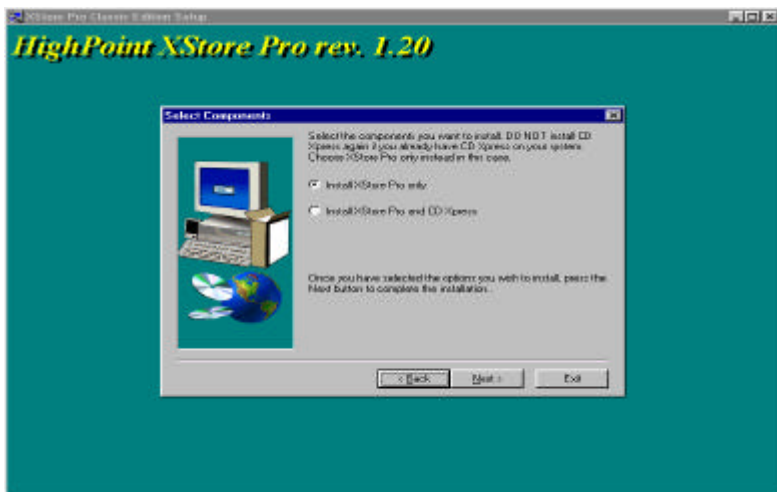 XStore Pro Classic Edition Setup
HighPoint XStore Pro rev. 1.20
Select Components
Select the components you want to install. DO NOT install CD
Xpress again if you already have CD Xpress on your system.
Choose XStore Pro only instead in this case.
Install XStore Pro only
Install XStore Pro and CD Xpress
Once you have selected the options you wish to install, press the
Next button to complete the installation.
< Back
Next >
Exit